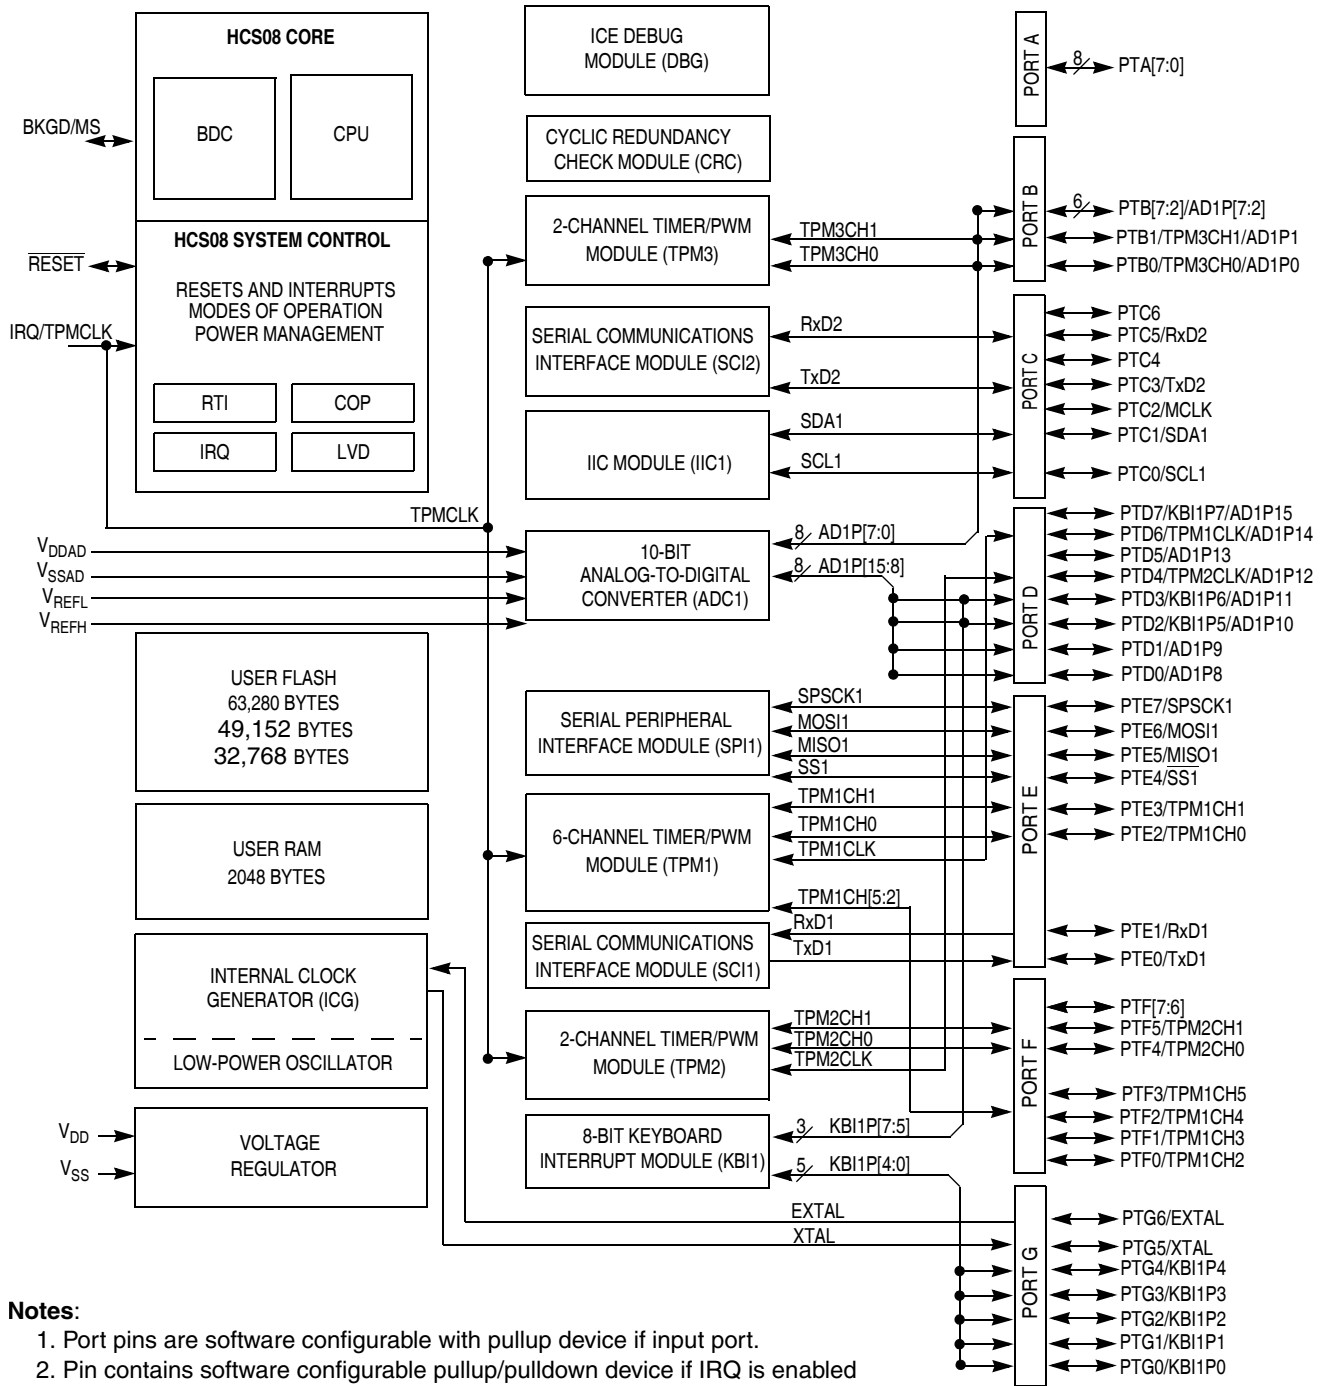 HCS08 CORE
BDC
CPU
BKGD/MS
HCS08 SYSTEM CONTROL
RESET
RESETS AND INTERRUPTS
MODES OF OPERATION
POWER MANAGEMENT
IRQ/TPMCLK
RTI
COP
IRQ
LVD
TPMCLK
VDDAD
VSSAD
VREFL
VREFH
USER FLASH
63,280 BYTES
49,152 BYTES
32,768 BYTES
USER RAM
2048 BYTES
INTERNAL CLOCK
GENERATOR (ICG)
LOW-POWER OSCILLATOR
VDD
VSS
VOLTAGE
REGULATOR
ICE DEBUG
MODULE (DBG)
CYCLIC REDUNDANCY
CHECK MODULE (CRC)
2-CHANNEL TIMER/PWM
MODULE (TPM3)
TPM3CH1
TPM3CH0
SERIAL COMMUNICATIONS
INTERFACE MODULE (SCI2)
RxD2
TxD2
IIC MODULE (IIC1)
SDA1
SCL1
10-BIT
ANALOG-TO-DIGITAL
CONVERTER (ADC1)
8 AD1P[7:0]
8 AD1P[15:8]
SERIAL PERIPHERAL
INTERFACE MODULE (SPI1)
SPSCK1
MOSI1
MISO1
SS1
6-CHANNEL TIMER/PWM
MODULE (TPM1)
TPM1CH1
TPM1CH0
TPM1CLK
TPM1CH[5:2]
SERIAL COMMUNICATIONS
INTERFACE MODULE (SCI1)
RxD1
TxD1
2-CHANNEL TIMER/PWM
MODULE (TPM2)
TPM2CH1
TPM2CH0
TPM2CLK
8-BIT KEYBOARD
INTERRUPT MODULE (KBI1)
3 KBI1P[7:5]
5 KBI1P[4:0]
EXTAL
XTAL
PORT A
8 PTA[7:0]
PORT B
6 PTB[7:2]/AD1P[7:2]
PTB1/TPM3CH1/AD1P1
PTB0/TPM3CH0/AD1P0
PORT C
PTC6
PTC5/RxD2
PTC4
PTC3/TxD2
PTC2/MCLK
PTC1/SDA1
PTC0/SCL1
PORT D
PTD7/KBI1P7/AD1P15
PTD6/TPM1CLK/AD1P14
PTD5/AD1P13
PTD4/TPM2CLK/AD1P12
PTD3/KBI1P6/AD1P11
PTD2/KBI1P5/AD1P10
PTD1/AD1P9
PTD0/AD1P8
PORT E
PTE7/SPSCK1
PTE6/MOSI1
PTE5/MISO1
PTE4/SS1
PTE3/TPM1CH1
PTE2/TPM1CH0
PTE1/RxD1
PTE0/TxD1
PORT F
PTF[7:6]
PTF5/TPM2CH1
PTF4/TPM2CH0
PTF3/TPM1CH5
PTF2/TPM1CH4
PTF1/TPM1CH3
PTF0/TPM1CH2
PORT G
PTG6/EXTAL
PTG5/XTAL
PTG4/KBI1P4
PTG3/KBI1P3
PTG2/KBI1P2
PTG1/KBI1P1
PTG0/KBI1P0
Notes:
1. Port pins are software configurable with pullup device if input port.
2. Pin contains software configurable pullup/pulldown device if IRQ is enabled